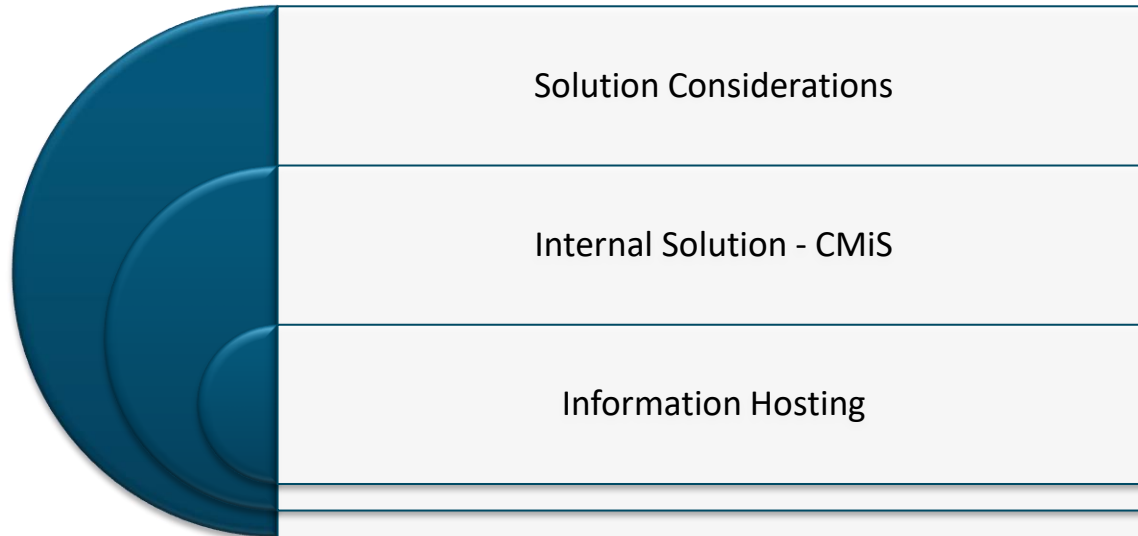 Solution Considerations
Internal Solution - CMiS
Information Hosting